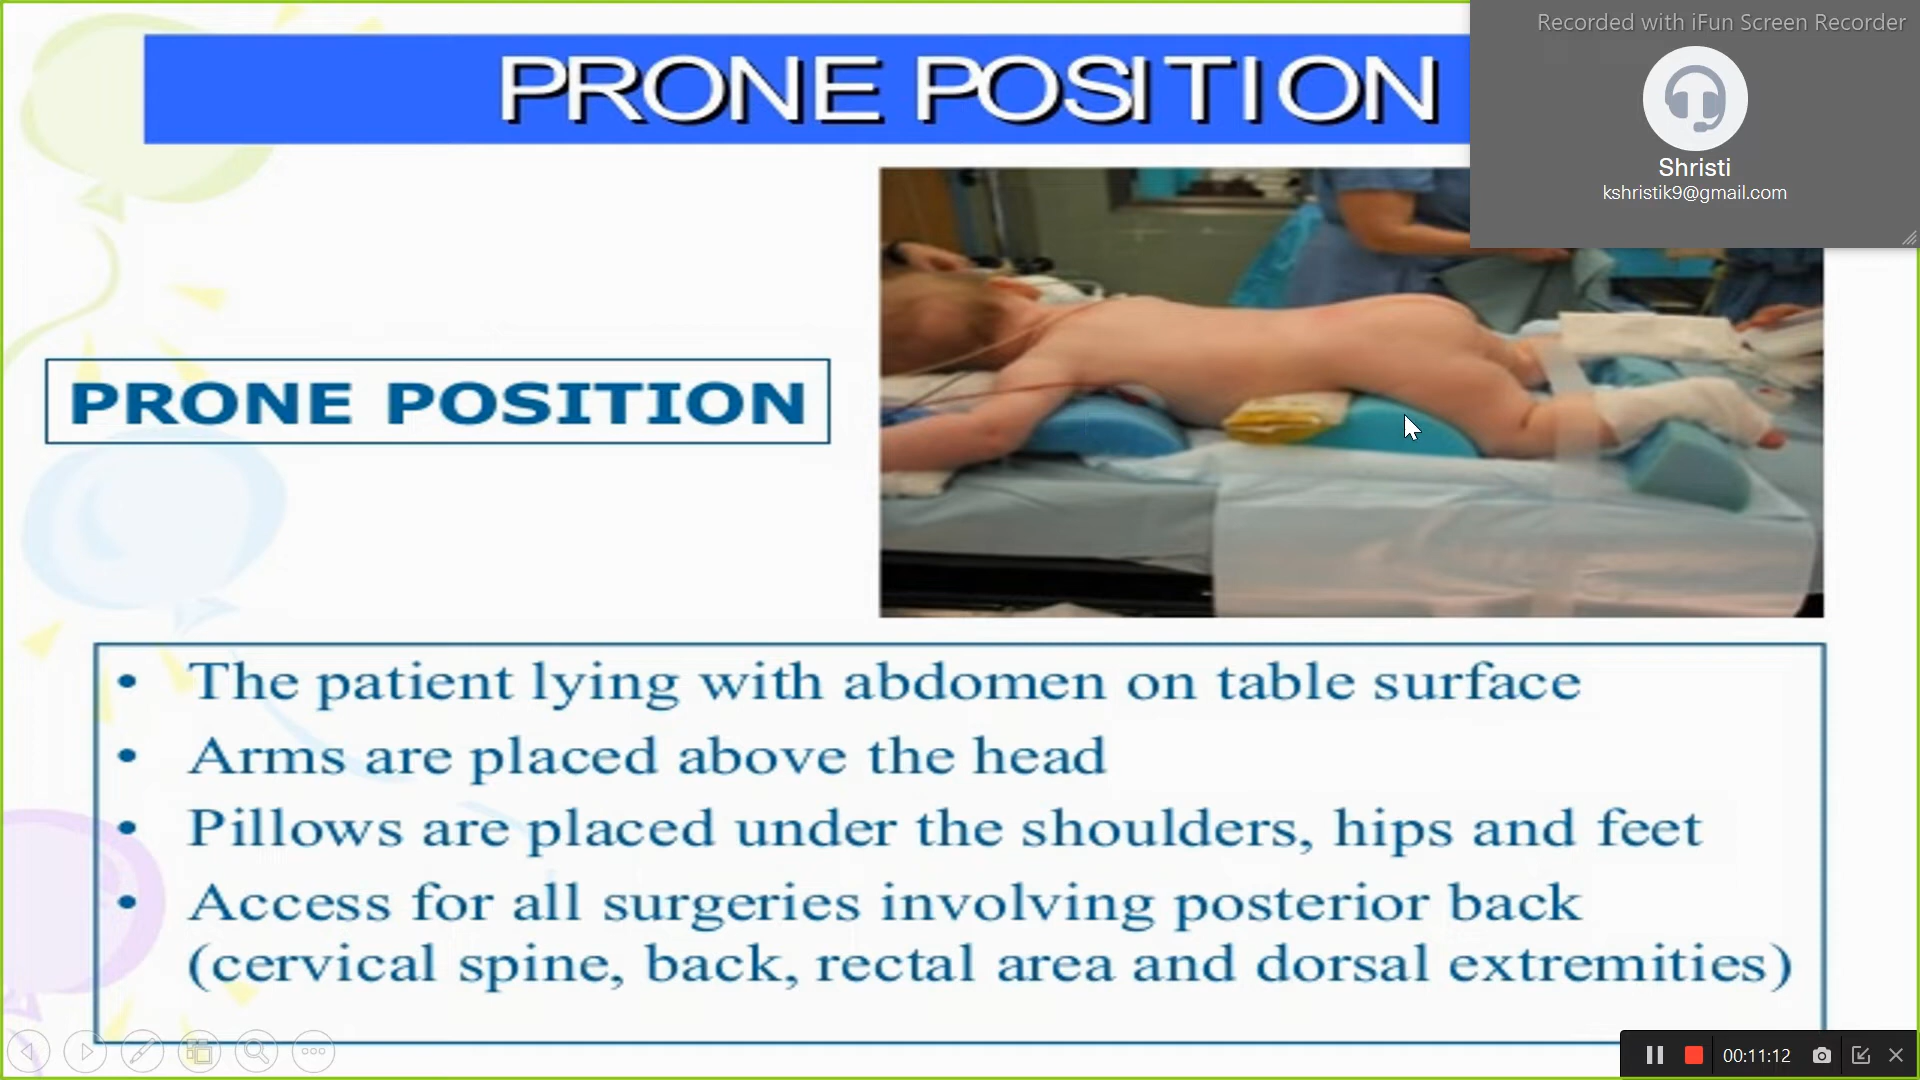 PRONE POSITION
Recorded with iFun Screen Recorder
Shristi
kshristik9@gmail.com
PRONE POSITION
• The patient lying with abdomen on table surface
• Arms are placed above the head
• Pillows are placed under the shoulders, hips and feet
• Access for all surgeries involving posterior back
(cervical spine, back, rectal area and dorsal extremities)
00:11:12